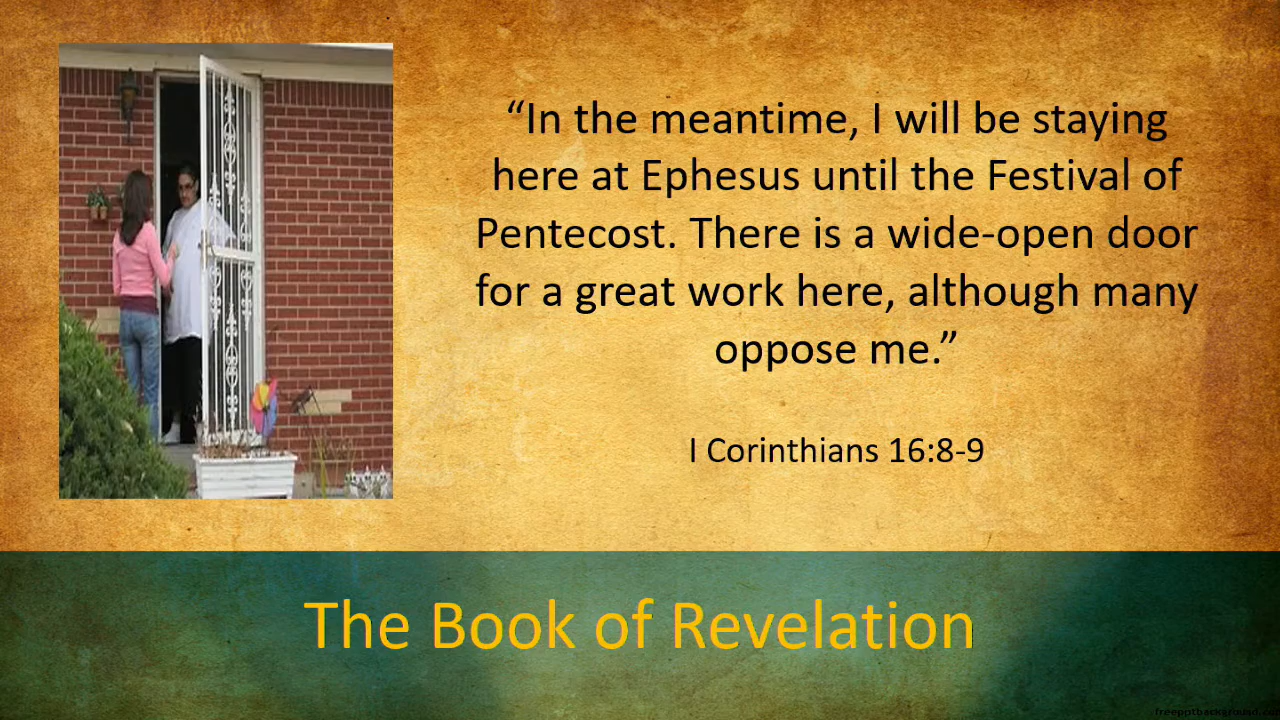 “In the meantime, I will be staying
here at Ephesus until the Festival of
Pentecost. There is a wide-open door
for a great work here, although many
oppose me.”
I Corinthians 16:8-9
The Book of Revelation